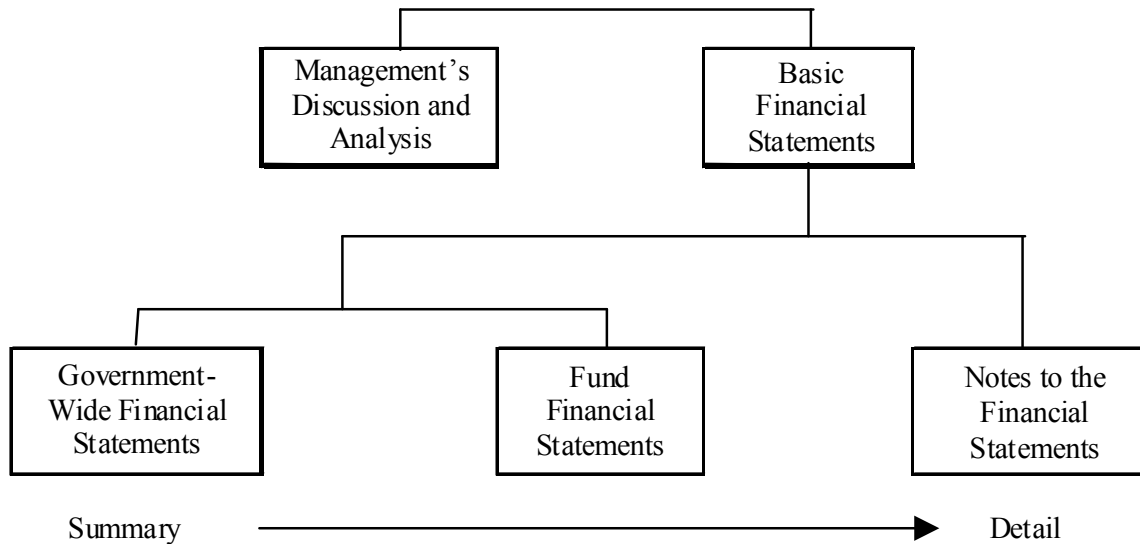 Management’s
Discussion and
Analysis
Basic
Financial
Statements
Government-
Wide Financial
Statements
Fund
Financial
Statements
Notes to the
Financial
Statements
Summary
Detail